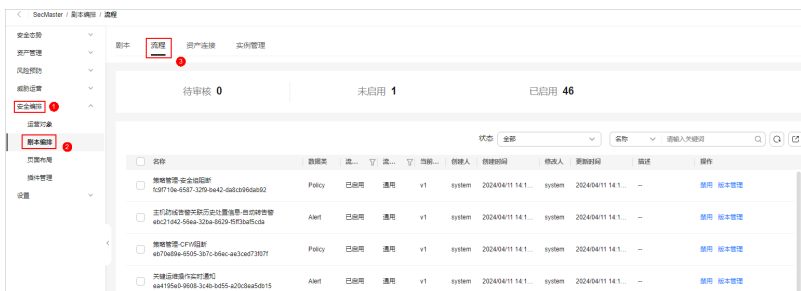 SecMaster / 剧本编排 / 流程
安全态势
资产管理
风险预防
威胁运营
安全编排 1
运营对象
剧本编排 2
页面布局
插件管理
设置
剧本 流程 资产连接 实例管理
3
待审核 0 未启用 1 已启用 46
状态 全部 名称 请输入关键词
名称 数据类 流... 流... 当前... 创建人 创建时间 修改人 更新时间 描述 操作
策略管理-安全组阻断 Policy 已启用 通用 v1 system 2024/04/11 14:1... system 2024/04/11 14:1... -- 禁用 版本管理
fc9f710e-6587-32f9-be42-da8cb96dab92
主机防线告警关联历史处置信息-自动转告警 Alert 已启用 通用 v1 system 2024/04/11 14:1... system 2024/04/11 14:1... -- 禁用 版本管理
ebc21d42-56ea-32ba-8629-f5ff3baf5cda
策略管理-CFW阻断 Policy 已启用 通用 v1 system 2024/04/11 14:1... system 2024/04/11 14:1... -- 禁用 版本管理
eb70e89e-6505-3b7c-b6ec-ae3ced73f07f
关键运维操作实时通知 Alert 已启用 通用 v1 system 2024/04/11 14:1... system 2024/04/11 14:1... -- 禁用 版本管理
ea4195e0-9608-3c4b-bd55-a20c8ea5db15